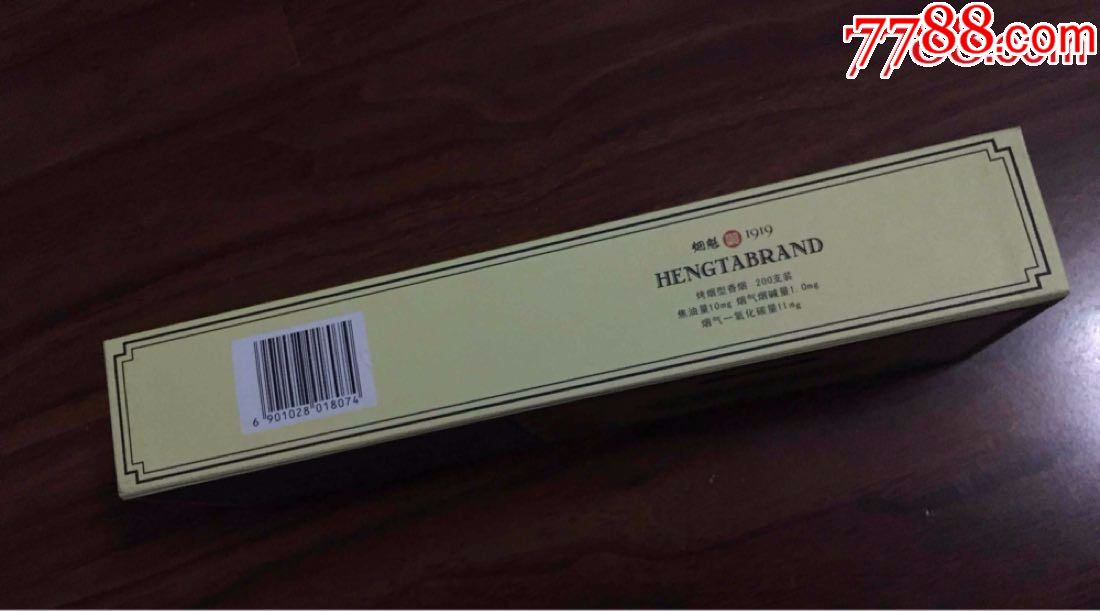 7788.com
烟魁 1919
HENGTABRAND
烤烟型香烟 200支装
焦油量10mg 烟气烟碱量1.0mg
烟气一氧化碳量11mg
6 901028 018074